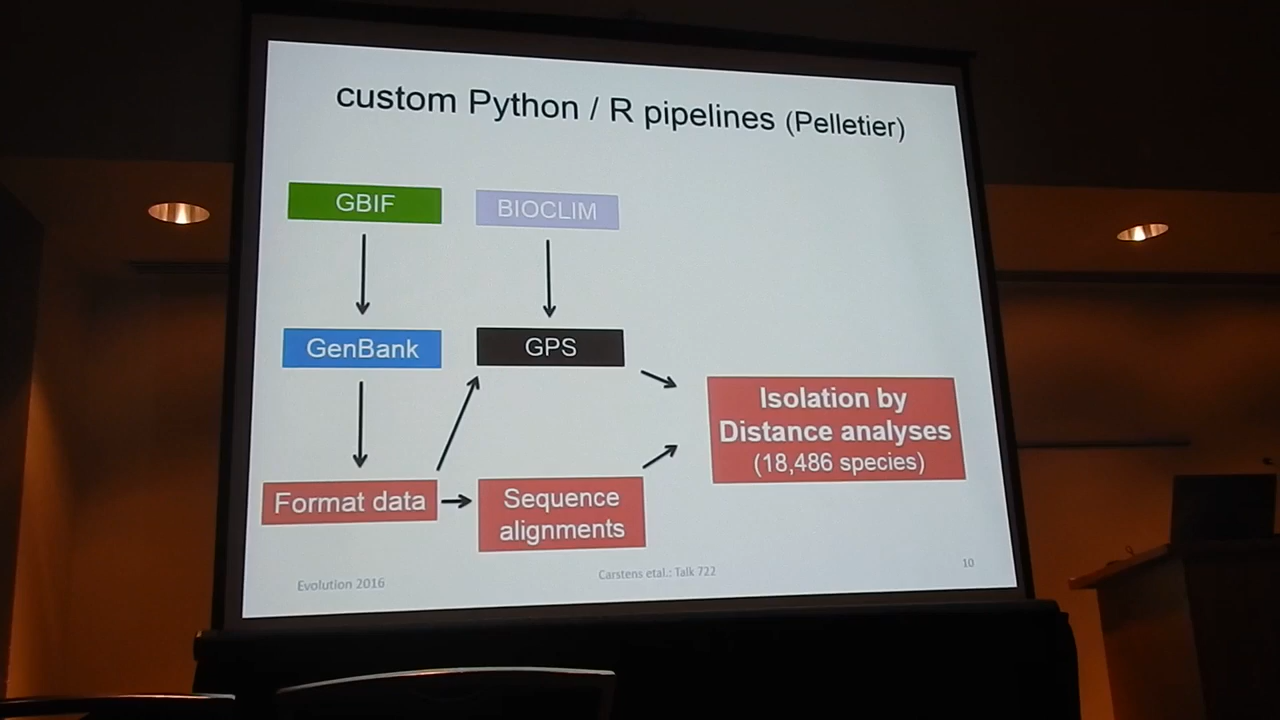 custom Python / R pipelines (Pelletier)
GBIF
BIOCLIM
GenBank
GPS
Isolation by
Distance analyses
(18,486 species)
Format data
Sequence
alignments
Evolution 2016
Carstens etal.: Talk 722
10